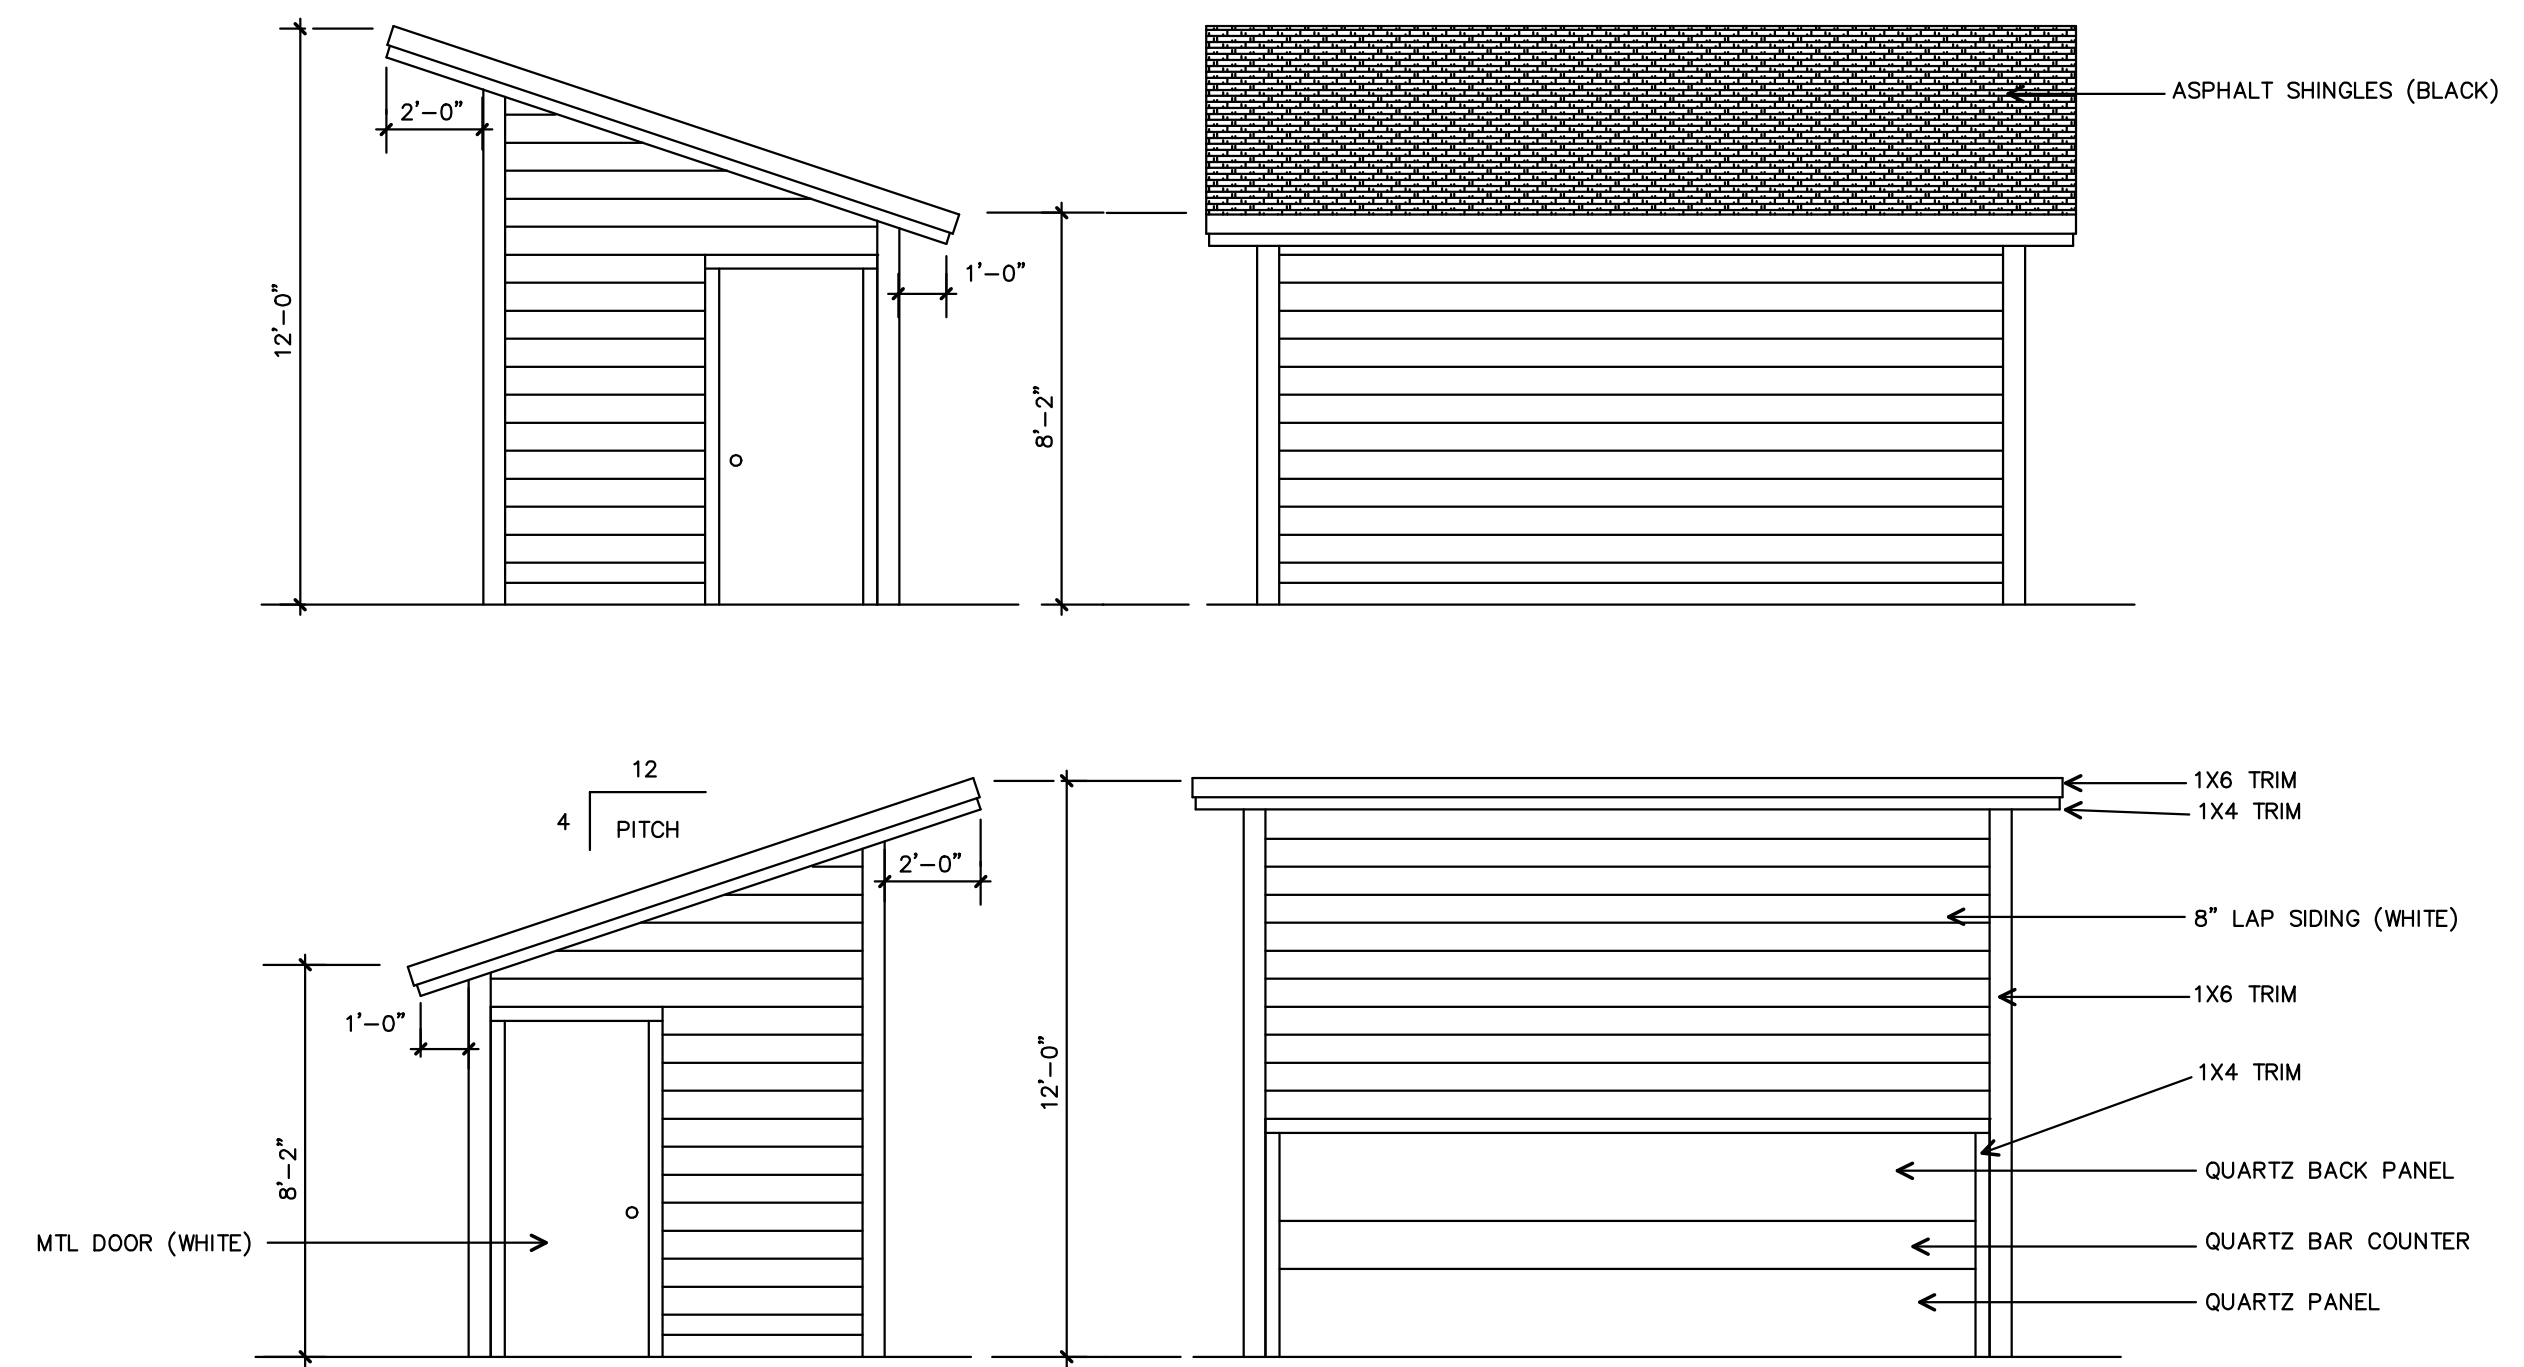 2'-0"
12'-0"
1'-0"
8'-2"
ASPHALT SHINGLES (BLACK)
12
4
PITCH
2'-0"
1'-0"
8'-2"
MTL DOOR (WHITE)
12'-0"
1X6 TRIM
1X4 TRIM
8" LAP SIDING (WHITE)
1X6 TRIM
1X4 TRIM
QUARTZ BACK PANEL
QUARTZ BAR COUNTER
QUARTZ PANEL